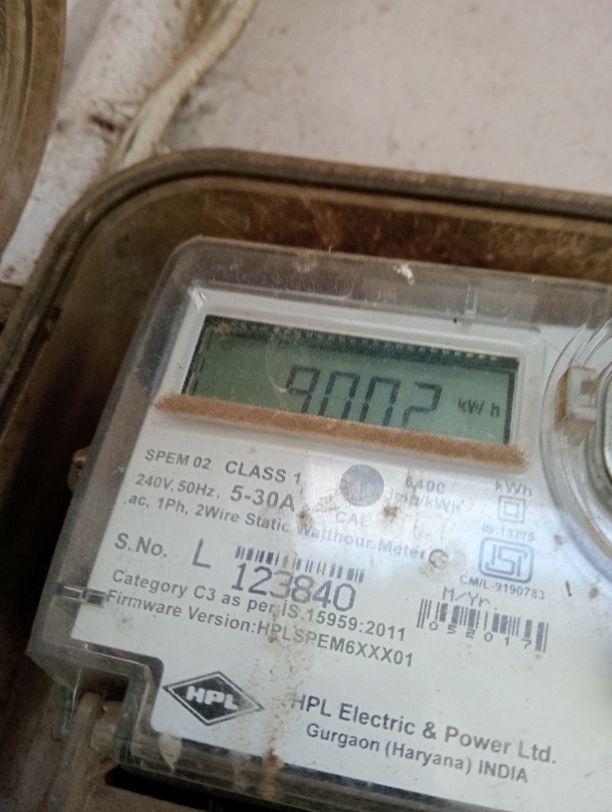 9002 kWh
SPEM 02 CLASS 1
240V, 50Hz, 5-30A
6400
imp/kWh
CAL
kWh
.ac, 1Ph, 2Wire Static Watthour Meter
IS:13779
ISI
CM/L-9190783
S.No. L
123840
M/Yr.
052017
Category C3 as per IS 15959:2011
Firmware Version:HPLSPEM6XXX01
HPL
HPL Electric & Power Ltd.
Gurgaon (Haryana) INDIA